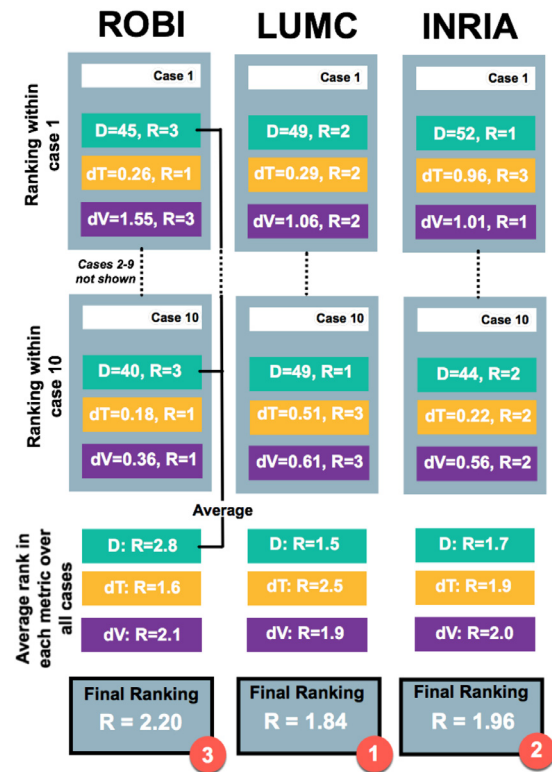 ROBI LUMC INRIA
Ranking within
case 1
Case 1 Case 1 Case 1
D=45, R=3 D=49, R=2 D=52, R=1
dT=0.26, R=1 dT=0.29, R=2 dT=0.96, R=3
dV=1.55, R=3 dV=1.06, R=2 dV=1.01, R=1
Cases 2-9
not shown
Ranking within
case 10
Case 10 Case 10 Case 10
D=40, R=3 D=49, R=1 D=44, R=2
dT=0.18, R=1 dT=0.51, R=3 dT=0.22, R=2
dV=0.36, R=1 dV=0.61, R=3 dV=0.56, R=2
Average
Average rank in
each metric over
all cases
D: R=2.8 D: R=1.5 D: R=1.7
dT: R=1.6 dT: R=2.5 dT: R=1.9
dV: R=2.1 dV: R=1.9 dV: R=2.0
Final Ranking Final Ranking Final Ranking
R = 2.20 R = 1.84 R = 1.96
3 1 2